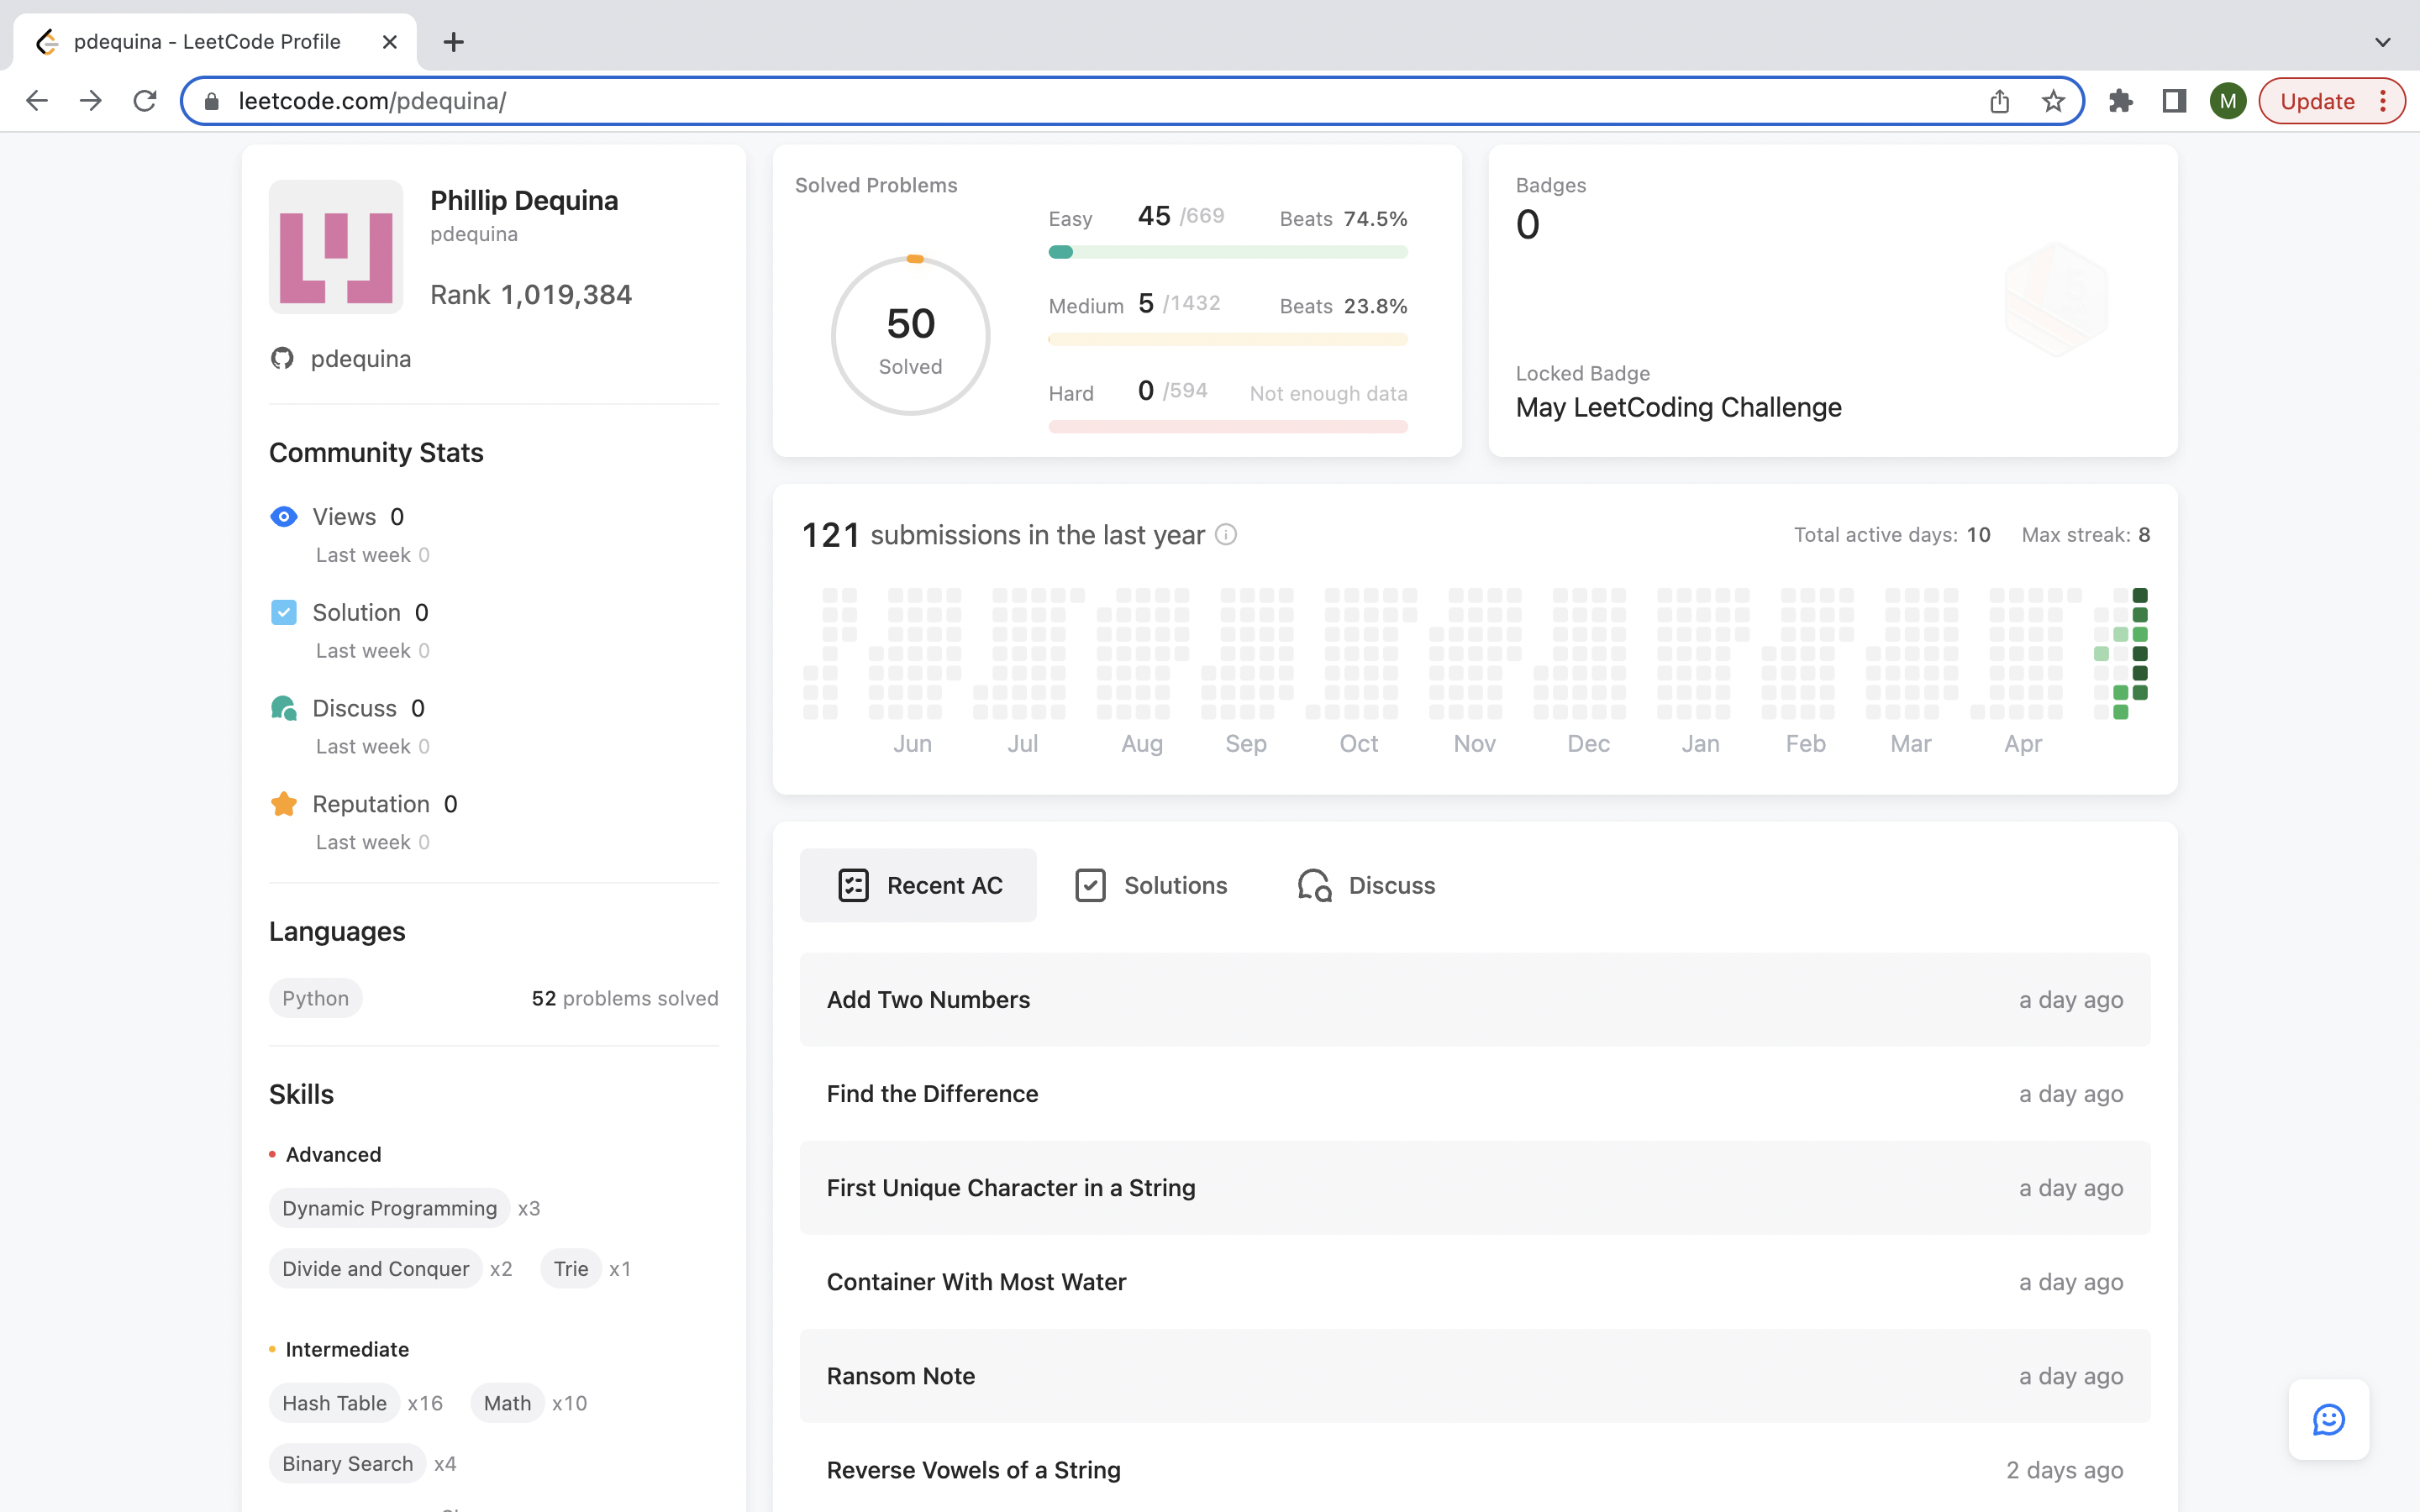 pdequina - LeetCode Profile
leetcode.com/pdequina/
M
Update
Phillip Dequina
pdequina
Rank 1,019,384
pdequina
Community Stats
Views 0
Last week 0
Solution 0
Last week 0
Discuss 0
Last week 0
Reputation 0
Last week 0
Languages
Python 52 problems solved
Skills
Advanced
Dynamic Programming x3
Divide and Conquer x2 Trie x1
Intermediate
Hash Table x16 Math x10
Binary Search x4
Solved Problems
50
Solved
Easy 45 /669 Beats 74.5%
Medium 5 /1432 Beats 23.8%
Hard 0 /594 Not enough data
Badges
0
Locked Badge
May LeetCoding Challenge
121 submissions in the last year Total active days: 10 Max streak: 8
Jun Jul Aug Sep Oct Nov Dec Jan Feb Mar Apr
Recent AC Solutions Discuss
Add Two Numbers a day ago
Find the Difference a day ago
First Unique Character in a String a day ago
Container With Most Water a day ago
Ransom Note a day ago
Reverse Vowels of a String 2 days ago